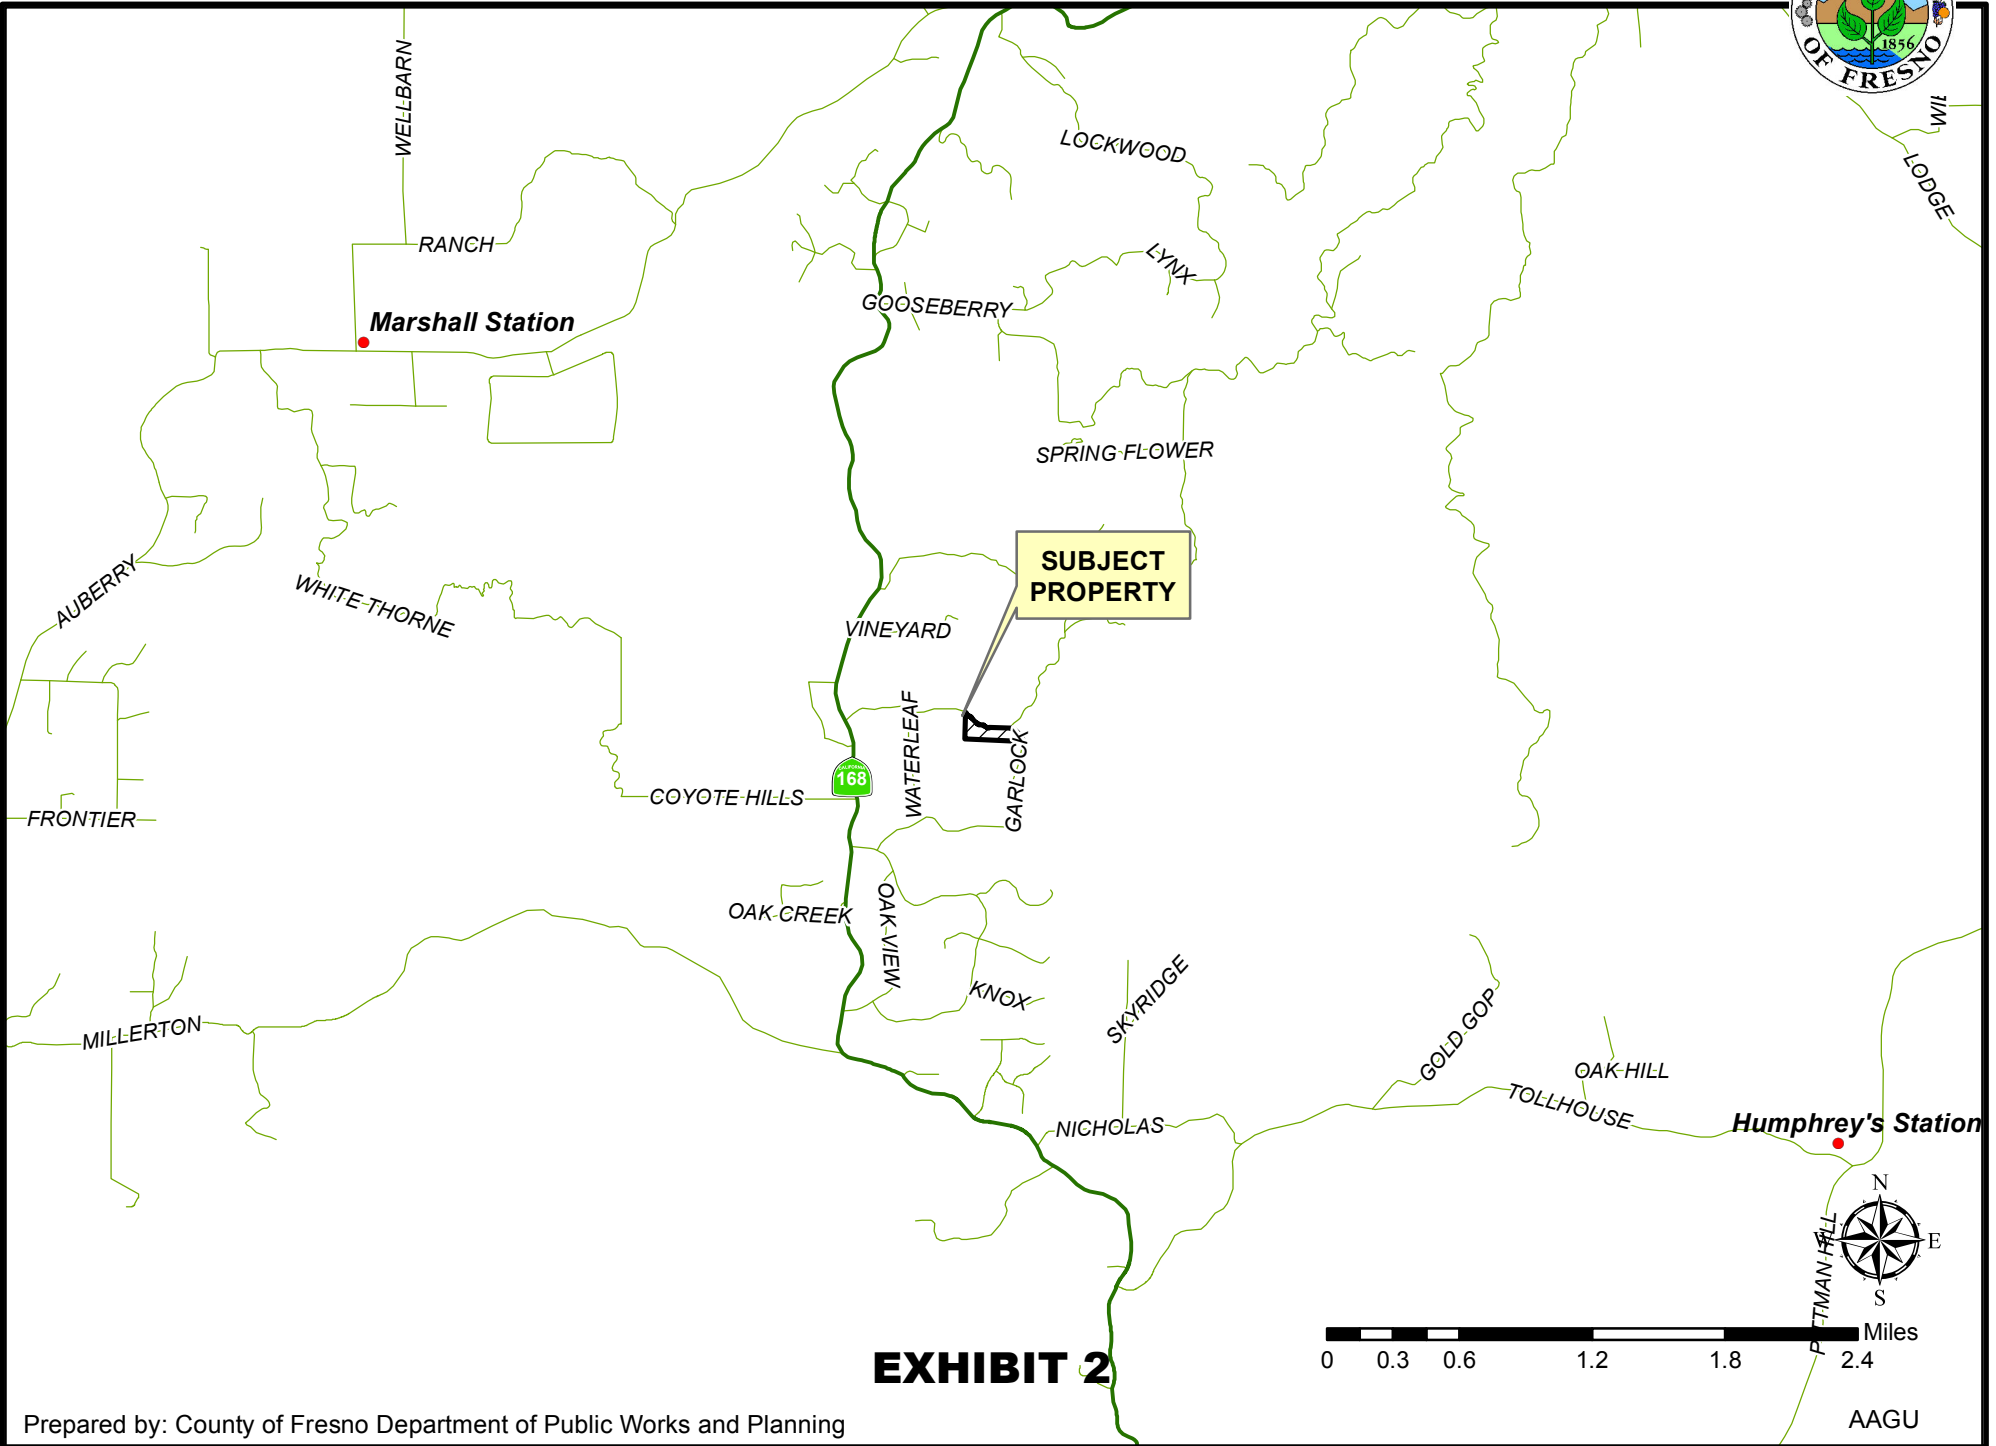 1856
OF FRESNO
WELLBARN
LOCKWOOD
LODGE
RANCH
LYNX
GOOSEBERRY
Marshall Station
SPRING FLOWER
SUBJECT
PROPERTY
AUBERRY
WHITE THORNE
VINEYARD
WATERLEAF
GARLOCK
CALIFORNIA
168
COYOTE HILLS
FRONTIER
OAK CREEK
OAK VIEW
KNOX
SKYRIDGE
GOLD GOP
MILLERTON
OAK HILL
TOLLHOUSE
NICHOLAS
Humphrey's Station
PITTMAN HILL
N
W
E
S
Miles
0 0.3 0.6 1.2 1.8 2.4
EXHIBIT 2
Prepared by: County of Fresno Department of Public Works and Planning
AAGU